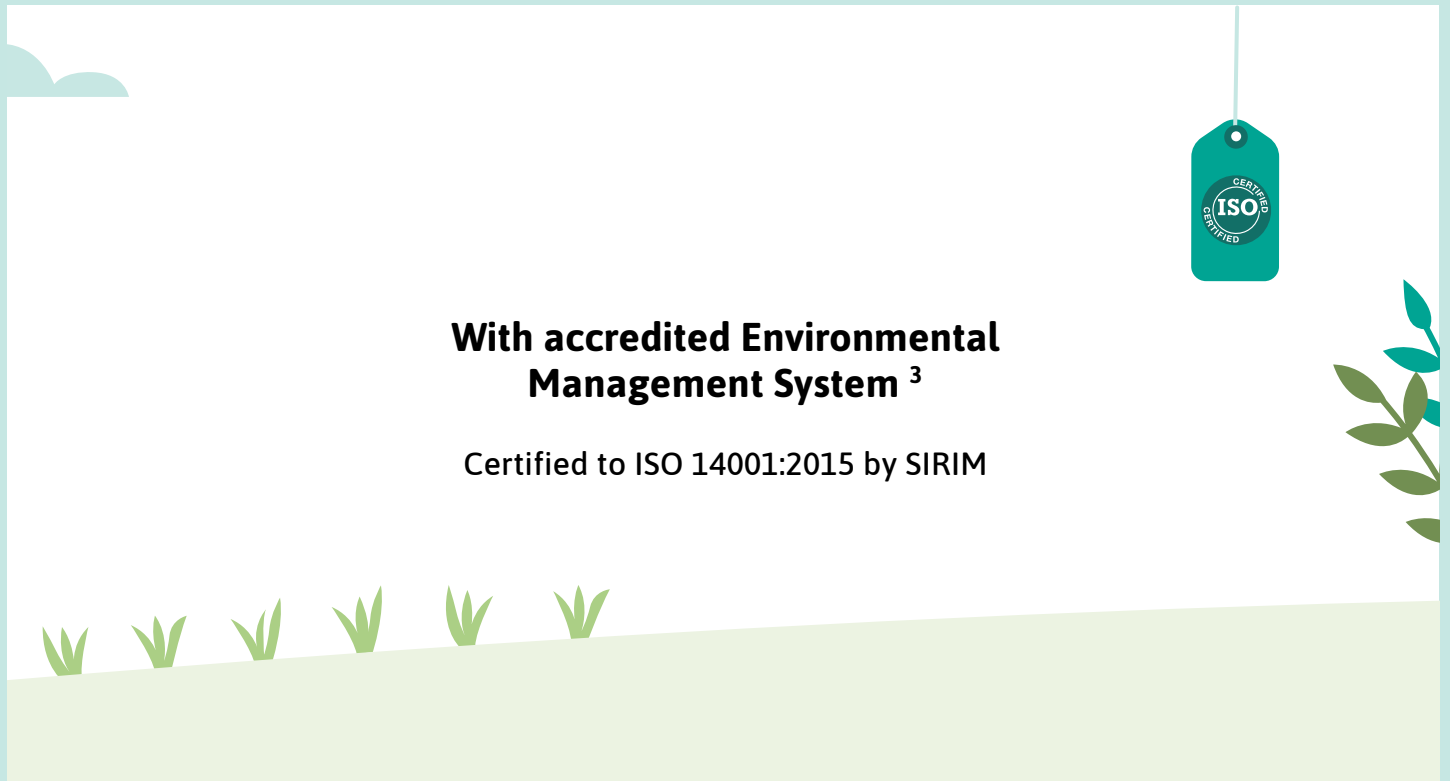 CERTIFIED
ISO
CERTIFIED
With accredited Environmental
Management System ³
Certified to ISO 14001:2015 by SIRIM